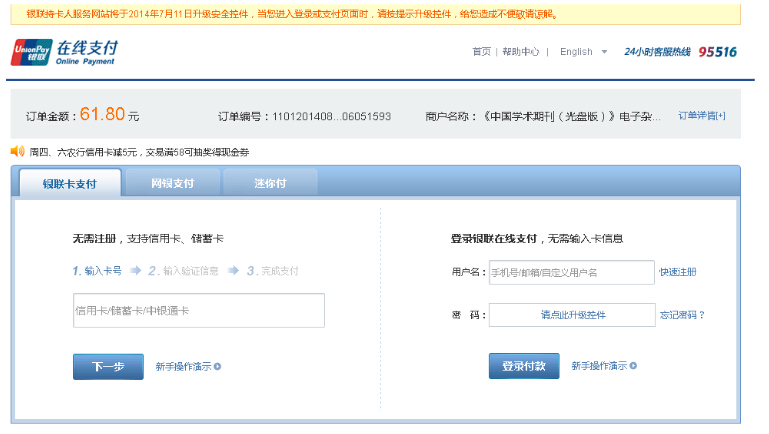 银联持卡人服务网站将于2014年7月11日升级安全控件，当您进入登录或支付页面时，请按提示升级控件，给您造成不便敬请谅解。
UnionPay 银联 在线支付 Online Payment
首页 | 帮助中心 | English 24小时客服热线 95516
订单金额：61.80 元 订单编号：1101201408...06051593 商户名称：《中国学术期刊（光盘版）》电子杂... 订单详情[+]
周四、六农行信用卡减5元，交易满58可抽奖得现金券
银联卡支付 网银支付 迷你付
无需注册，支持信用卡、储蓄卡
1. 输入卡号 2. 输入验证信息 3. 完成支付
信用卡/储蓄卡/中银通卡
下一步 新手操作演示
登录银联在线支付，无需输入卡信息
用户名： 手机号/邮箱/自定义用户名 快速注册
密 码： 请点此升级控件 忘记密码？
登录付款 新手操作演示